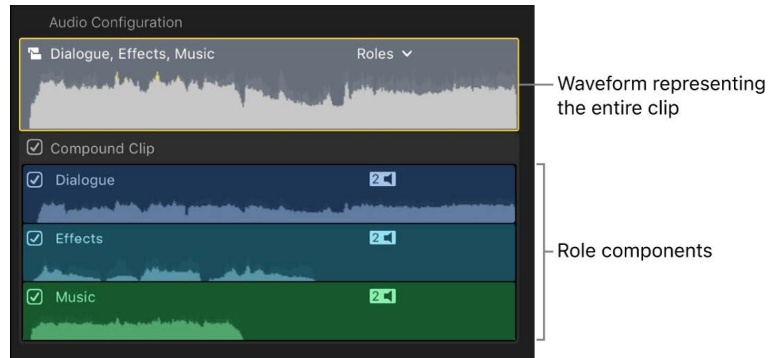 Audio Configuration
Dialogue, Effects, Music Roles
Waveform representing
the entire clip
Compound Clip
Dialogue 2
Effects 2
Role components
Music 2